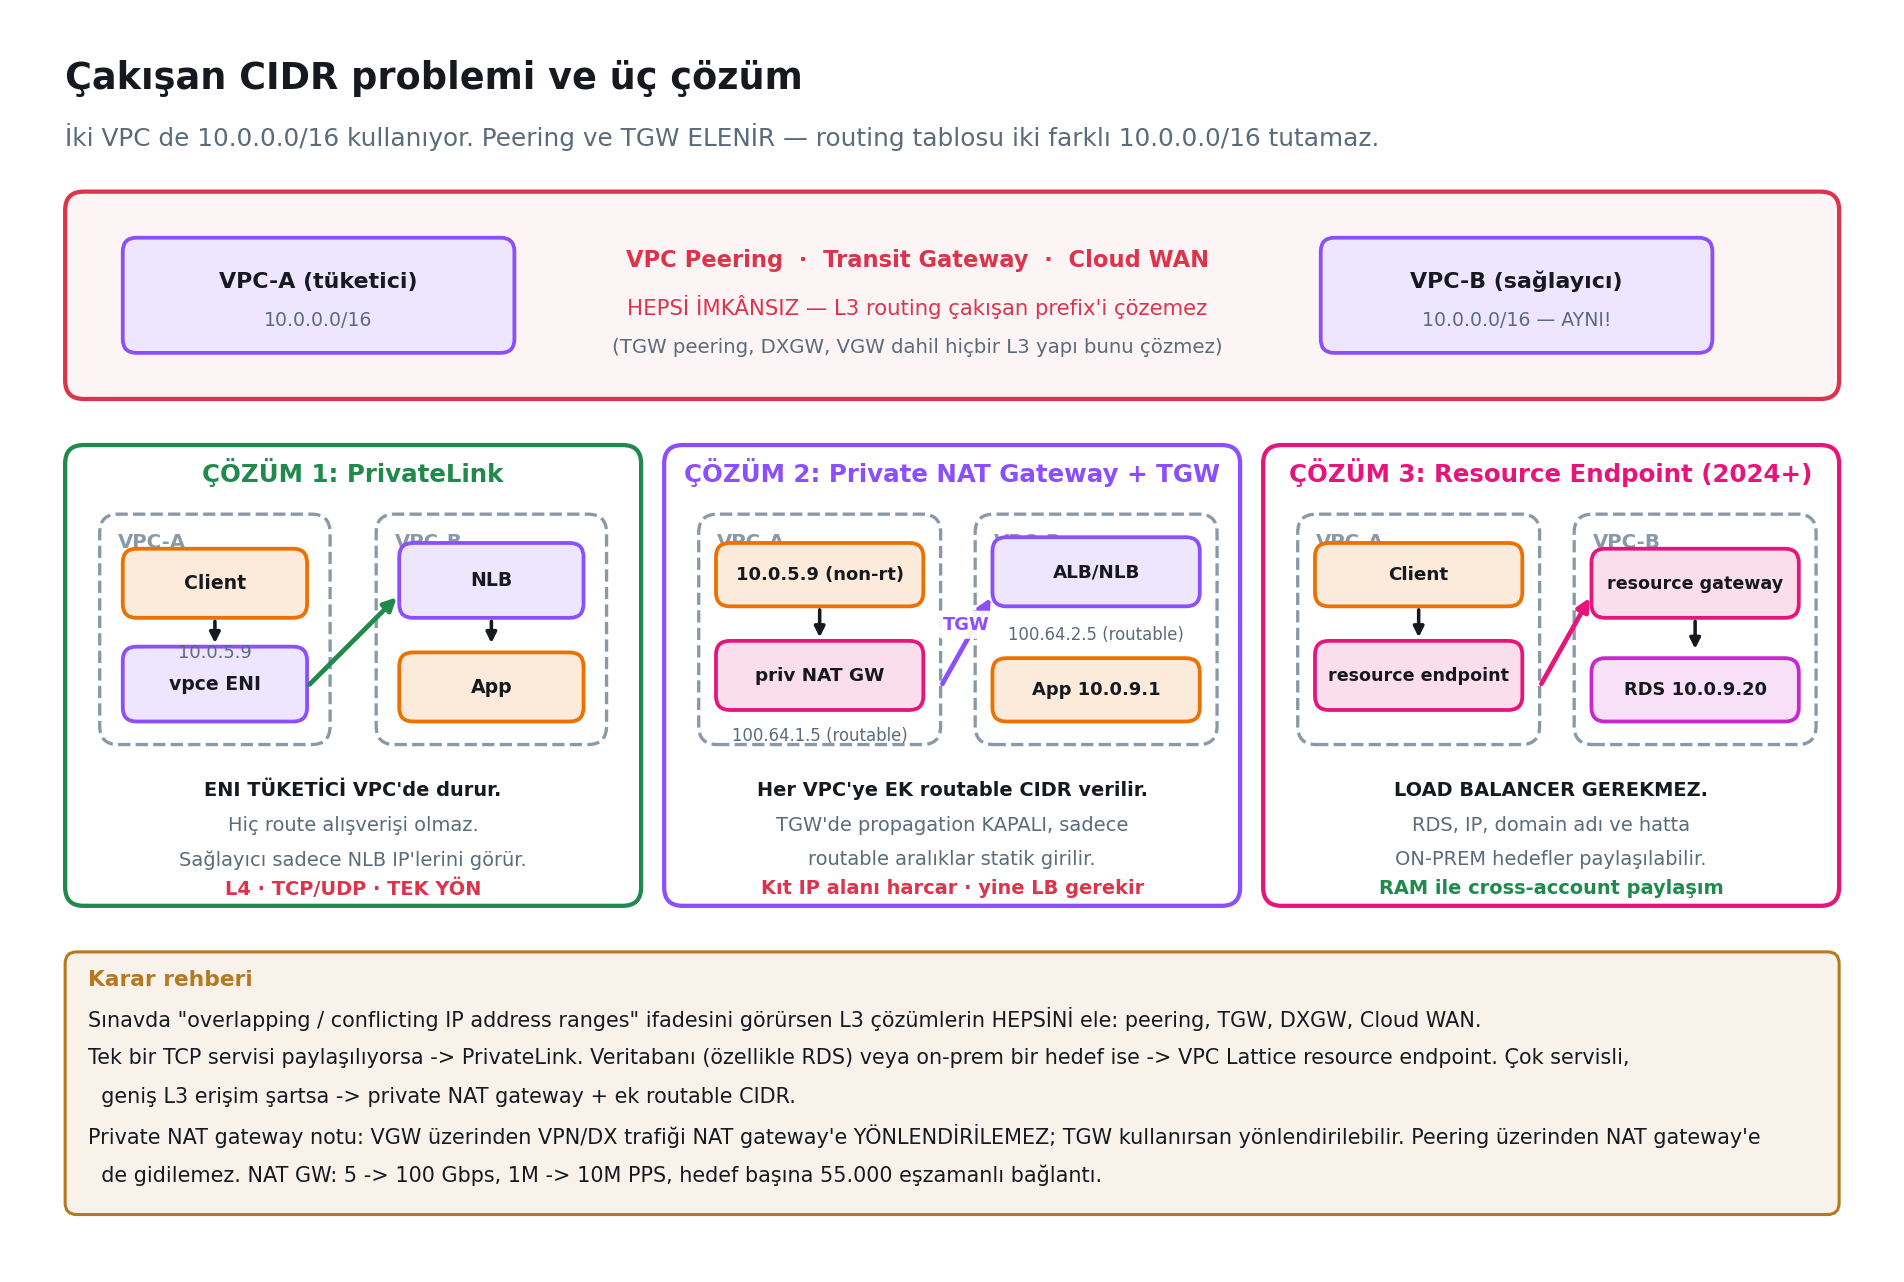 Çakışan CIDR problemi ve üç çözüm
İki VPC de 10.0.0.0/16 kullanıyor. Peering ve TGW ELENİR — routing tablosu iki farklı 10.0.0.0/16 tutamaz.
VPC-A (tüketici)
10.0.0.0/16
VPC Peering · Transit Gateway · Cloud WAN
HEPSİ İMKÂNSIZ — L3 routing çakışan prefix'i çözemez
(TGW peering, DXGW, VGW dahil hiçbir L3 yapı bunu çözmez)
VPC-B (sağlayıcı)
10.0.0.0/16 — AYNI!
ÇÖZÜM 1: PrivateLink
VPC-A
Client
10.0.5.9
vpce ENI
VPC-B
NLB
App
ENI TÜKETİCİ VPC'de durur.
Hiç route alışverişi olmaz.
Sağlayıcı sadece NLB IP'lerini görür.
L4 · TCP/UDP · TEK YÖN
ÇÖZÜM 2: Private NAT Gateway + TGW
VPC-A
10.0.5.9 (non-rt)
priv NAT GW
100.64.1.5 (routable)
TGW
VPC-B
ALB/NLB
100.64.2.5 (routable)
App 10.0.9.1
Her VPC'ye EK routable CIDR verilir.
TGW'de propagation KAPALI, sadece
routable aralıklar statik girilir.
Kıt IP alanı harcar · yine LB gerekir
ÇÖZÜM 3: Resource Endpoint (2024+)
VPC-A
Client
resource endpoint
VPC-B
resource gateway
RDS 10.0.9.20
LOAD BALANCER GEREKMEZ.
RDS, IP, domain adı ve hatta
ON-PREM hedefler paylaşılabilir.
RAM ile cross-account paylaşım
Karar rehberi
Sınavda "overlapping / conflicting IP address ranges" ifadesini görürsen L3 çözümlerin HEPSİNİ ele: peering, TGW, DXGW, Cloud WAN.
Tek bir TCP servisi paylaşılıyorsa -> PrivateLink. Veritabanı (özellikle RDS) veya on-prem bir hedef ise -> VPC Lattice resource endpoint. Çok servisli,
geniş L3 erişim şartsa -> private NAT gateway + ek routable CIDR.
Private NAT gateway notu: VGW üzerinden VPN/DX trafiği NAT gateway'e YÖNLENDİRİLEMEZ; TGW kullanırsan yönlendirilebilir. Peering üzerinden NAT gateway'e
de gidilemez. NAT GW: 5 -> 100 Gbps, 1M -> 10M PPS, hedef başına 55.000 eşzamanlı bağlantı.